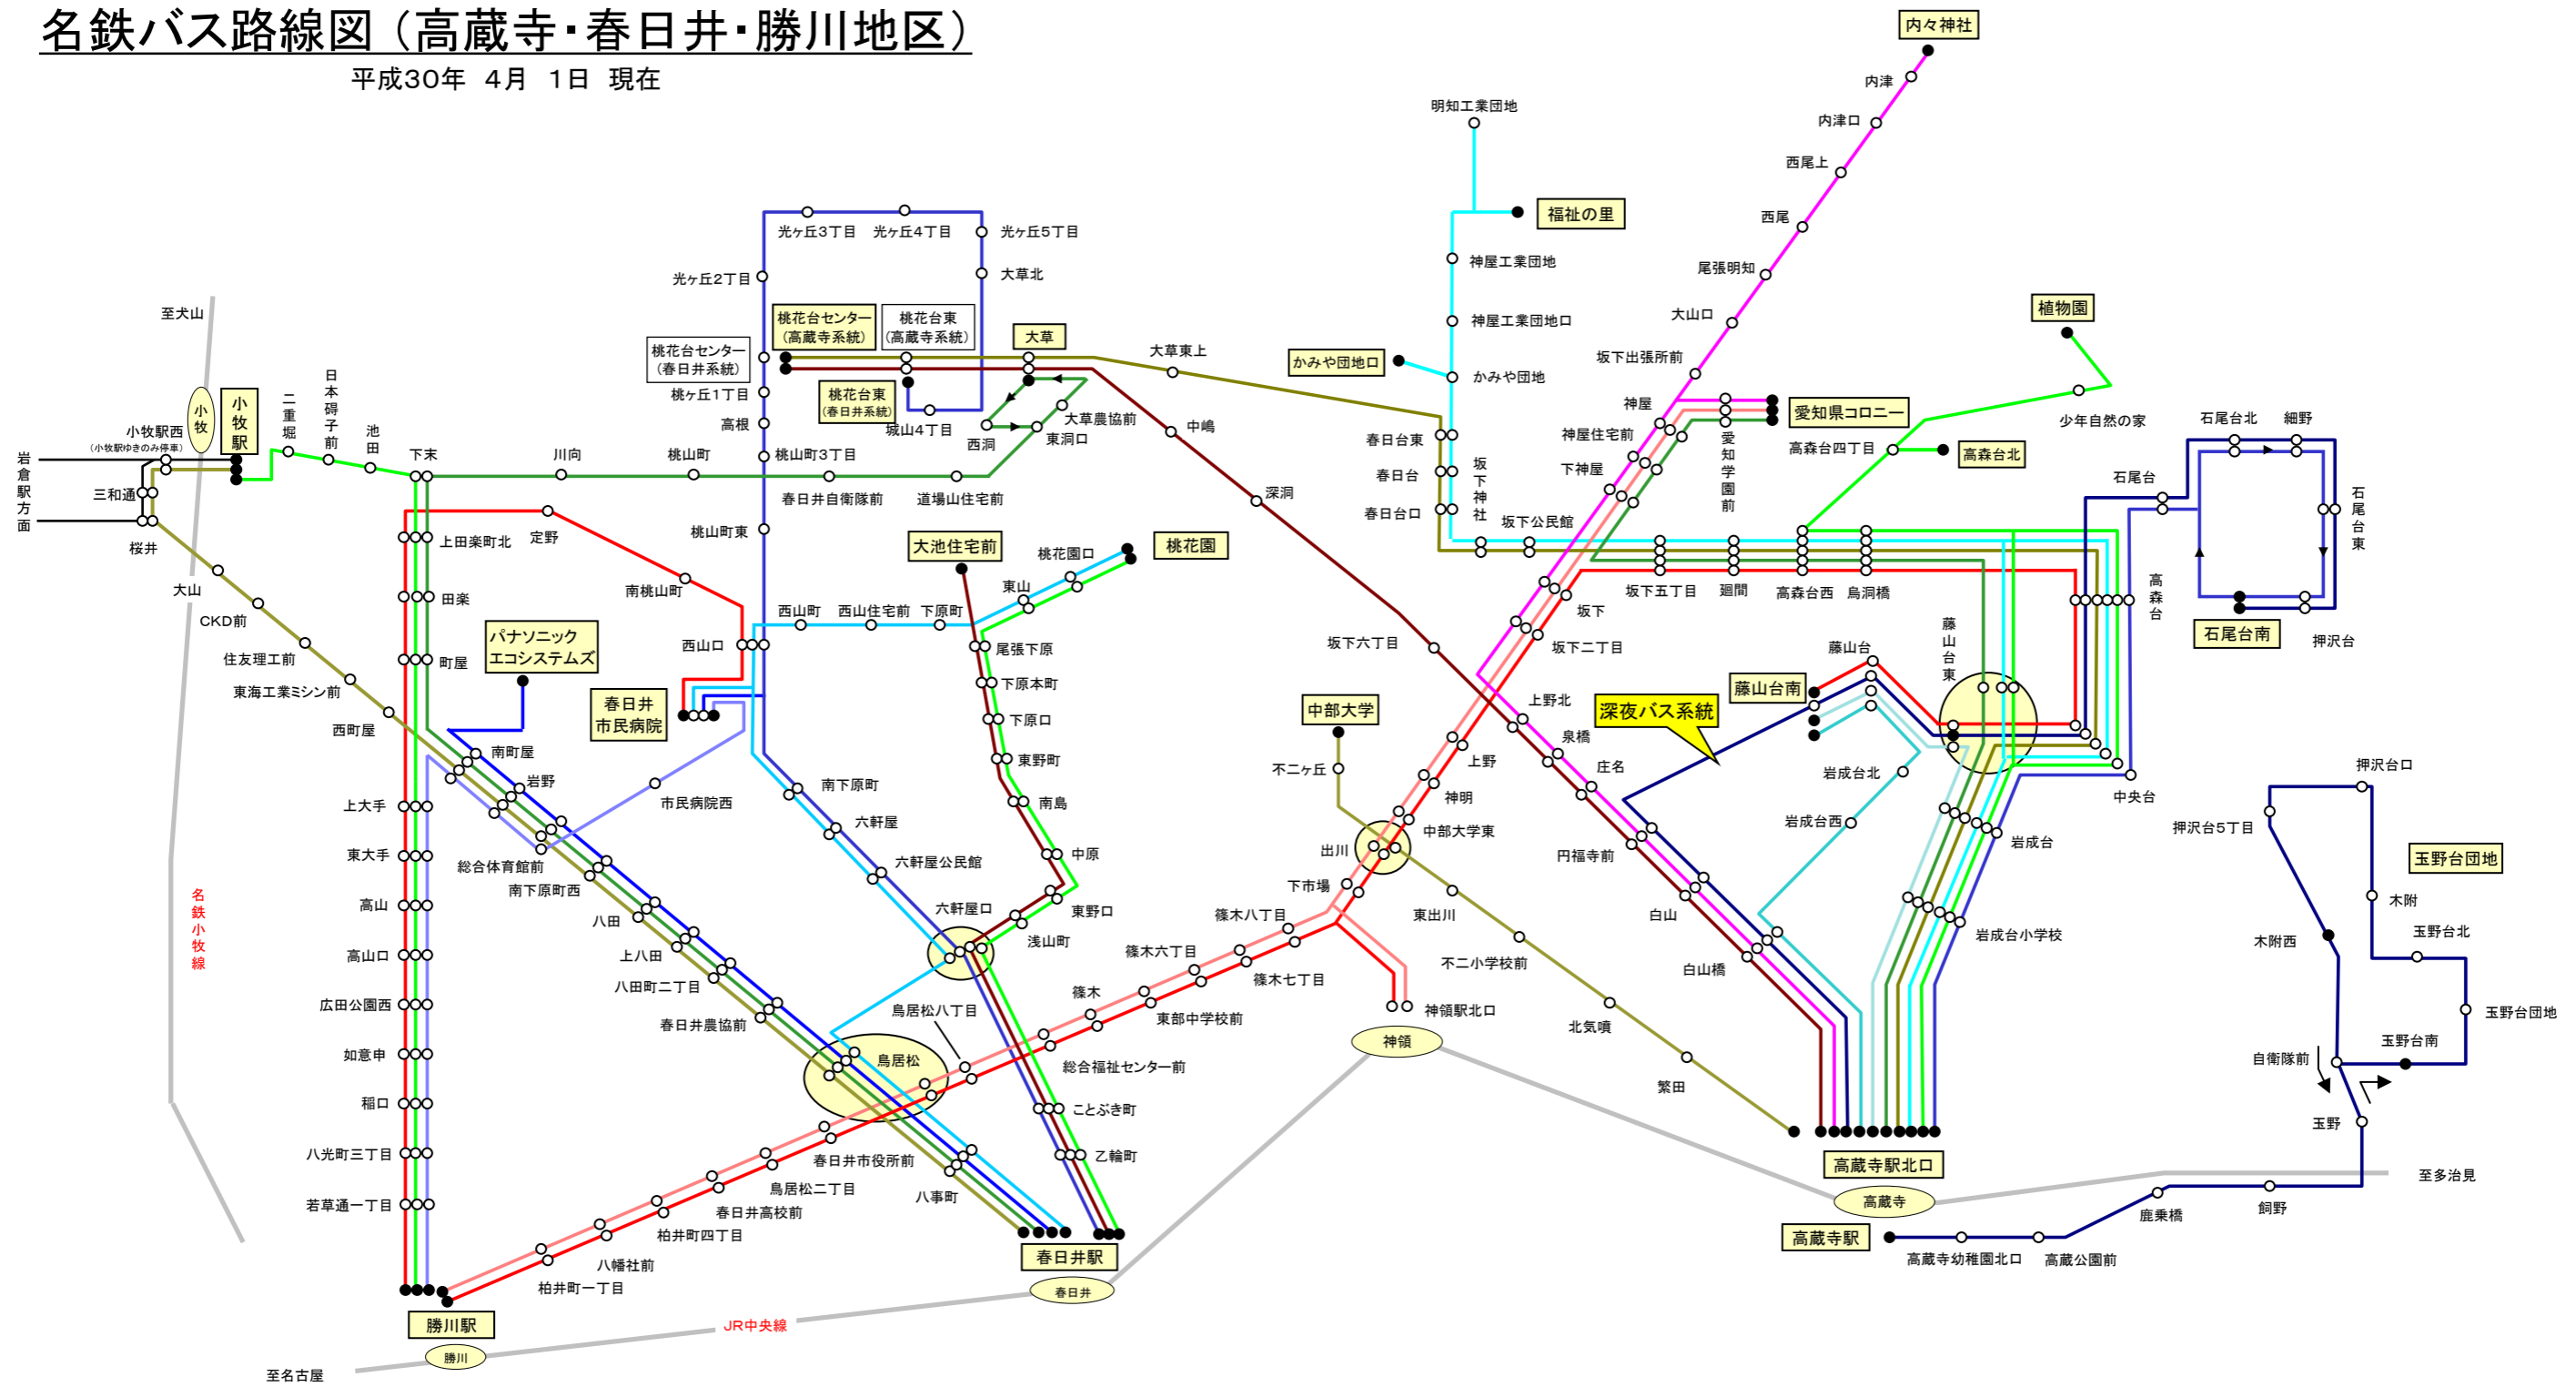 名鉄バス路線図（高蔵寺・春日井・勝川地区）
平成30年 4月 1日 現在
内々神社
内津
内津口
西尾上
西尾
尾張明知
大山口
坂下出張所前
明知工業団地
福祉の里
神屋工業団地
神屋工業団地口
かみや団地口
かみや団地
光ヶ丘3丁目
光ヶ丘4丁目
光ヶ丘5丁目
大草北
光ヶ丘2丁目
桃花台センター
(高蔵寺系統)
桃花台東
(高蔵寺系統)
大草
桃花台センター
(春日井系統)
桃花台東
(春日井系統)
桃ヶ丘1丁目
高根
城山4丁目
西洞
東洞口
大草農協前
大草東上
中嶋
深洞
植物園
少年自然の家
高森台四丁目
高森台北
愛知県コロニー
愛知学園前
神屋
神屋住宅前
下神屋
春日台東
春日台
春日台口
坂下神社
坂下公民館
至犬山
小牧
小牧駅
小牧駅西
(小牧駅ゆきのみ停車)
岩倉駅方面
三和通
桜井
二重堀
日本碍子前
池田
下末
川向
桃山町
桃山町3丁目
春日井自衛隊前
道場山住宅前
桃山町東
大山
CKD前
住友理工前
東海工業ミシン前
西町屋
上田楽町北
定野
田楽
南桃山町
町屋
パナソニック
エコシステムズ
春日井
市民病院
西山口
西山町
西山住宅前
下原町
大池住宅前
桃花園口
桃花園
東山
尾張下原
下原本町
下原口
東野町
南島
中原
東野口
浅山町
坂下五丁目
廻間
高森台西
鳥洞橋
坂下
坂下二丁目
坂下六丁目
高森台
石尾台
石尾台北
細野
石尾台東
石尾台南
押沢台
藤山台
藤山台南
藤山台東
深夜バス系統
岩成台北
岩成台西
中央台
岩成台
岩成台小学校
上野北
泉橋
庄名
上野
神明
中部大学東
中部大学
不二ヶ丘
出川
下市場
円福寺前
白山
白山橋
東出川
不二小学校前
北気噴
繁田
南町屋
岩野
市民病院西
総合体育館前
南下原町西
八田
上八田
八田町二丁目
春日井農協前
南下原町
六軒屋
六軒屋公民館
六軒屋口
上大手
東大手
高山
高山口
広田公園西
如意申
稲口
八光町三丁目
若草通一丁目
名鉄小牧線
鳥居松
鳥居松八丁目
篠木
篠木六丁目
篠木八丁目
篠木七丁目
東部中学校前
総合福祉センター前
神領駅北口
神領
ことぶき町
乙輪町
八事町
春日井市役所前
鳥居松二丁目
春日井高校前
柏井町四丁目
八幡社前
柏井町一丁目
春日井駅
春日井
勝川駅
勝川
JR中央線
至名古屋
高蔵寺駅北口
高蔵寺
高蔵寺駅
高蔵寺幼稚園北口
高蔵公園前
鹿乗橋
飼野
玉野
自衛隊前
玉野台南
玉野台団地
玉野台北
木附
木附西
押沢台5丁目
押沢台口
玉野台団地
至多治見